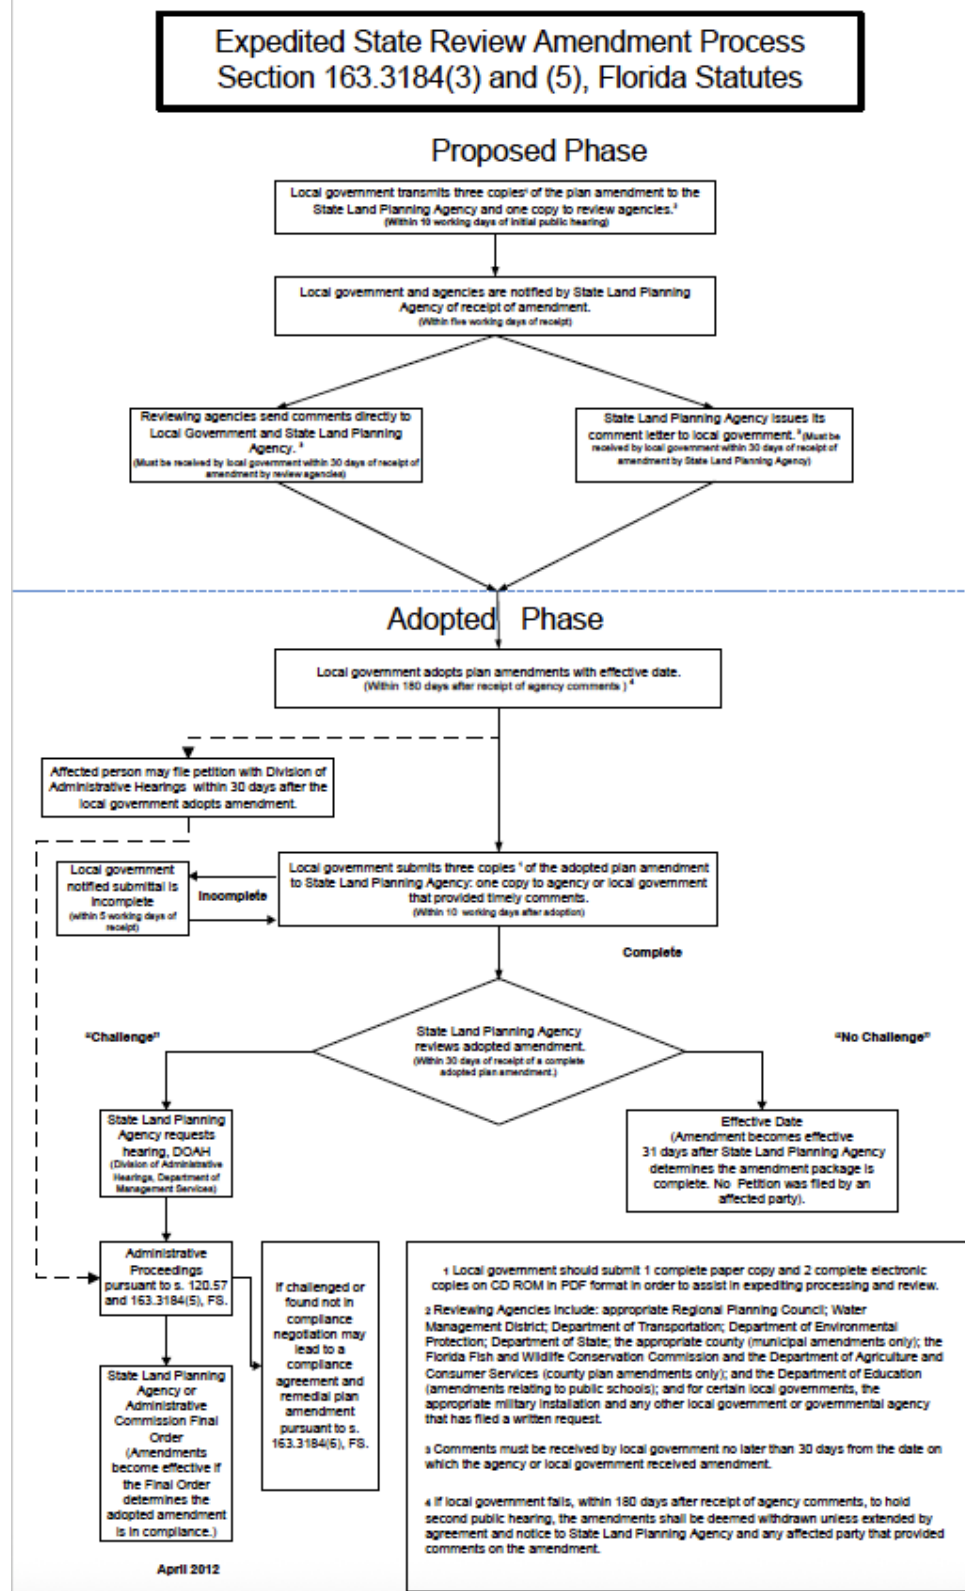 Expedited State Review Amendment Process
Section 163.3184(3) and (5), Florida Statutes
Proposed Phase
Local government transmits three copies¹ of the plan amendment to the
State Land Planning Agency and one copy to review agencies.²
(Within 10 working days of initial public hearing)
Local government and agencies are notified by State Land Planning
Agency of receipt of amendment.
(Within five working days of receipt)
Reviewing agencies send comments directly to
Local Government and State Land Planning
Agency. ³
(Must be received by local government within 30 days of receipt of
amendment by review agencies)
State Land Planning Agency issues its
comment letter to local government. ³ (Must be
received by local government within 30 days of receipt of
amendment by State Land Planning Agency)
Adopted Phase
Local government adopts plan amendments with effective date.
(Within 180 days after receipt of agency comments ) ⁴
Affected person may file petition with Division of
Administrative Hearings within 30 days after the
local government adopts amendment.
Local government
notified submittal is
incomplete
(within 5 working days of
receipt)
Incomplete
Local government submits three copies ¹ of the adopted plan amendment
to State Land Planning Agency: one copy to agency or local government
that provided timely comments.
(Within 10 working days after adoption)
Complete
State Land Planning Agency
reviews adopted amendment.
(Within 30 days of receipt of a complete
adopted plan amendment.)
"Challenge"
"No Challenge"
State Land Planning
Agency requests
hearing, DOAH
(Division of Administrative
Hearings, Department of
Management Services)
Effective Date
(Amendment becomes effective
31 days after State Land Planning Agency
determines the amendment package is
complete. No Petition was filed by an
affected party).
Administrative
Proceedings
pursuant to s. 120.57
and 163.3184(5), FS.
If challenged or
found not in
compliance
negotiation may
lead to a
compliance
agreement and
remedial plan
amendment
pursuant to s.
163.3184(6), FS.
State Land Planning
Agency or
Administrative
Commission Final
Order
(Amendments
become effective if
the Final Order
determines the
adopted amendment
is in compliance.)
1 Local government should submit 1 complete paper copy and 2 complete electronic
copies on CD ROM in PDF format in order to assist in expediting processing and review.
2 Reviewing Agencies include: appropriate Regional Planning Council; Water
Management District; Department of Transportation; Department of Environmental
Protection; Department of State; the appropriate county (municipal amendments only); the
Florida Fish and Wildlife Conservation Commission and the Department of Agriculture and
Consumer Services (county plan amendments only); and the Department of Education
(amendments relating to public schools); and for certain local governments, the
appropriate military installation and any other local government or governmental agency
that has filed a written request.
3 Comments must be received by local government no later than 30 days from the date on
which the agency or local government received amendment.
4 If local government fails, within 180 days after receipt of agency comments, to hold
second public hearing, the amendments shall be deemed withdrawn unless extended by
agreement and notice to State Land Planning Agency and any affected party that provided
comments on the amendment.
April 2012